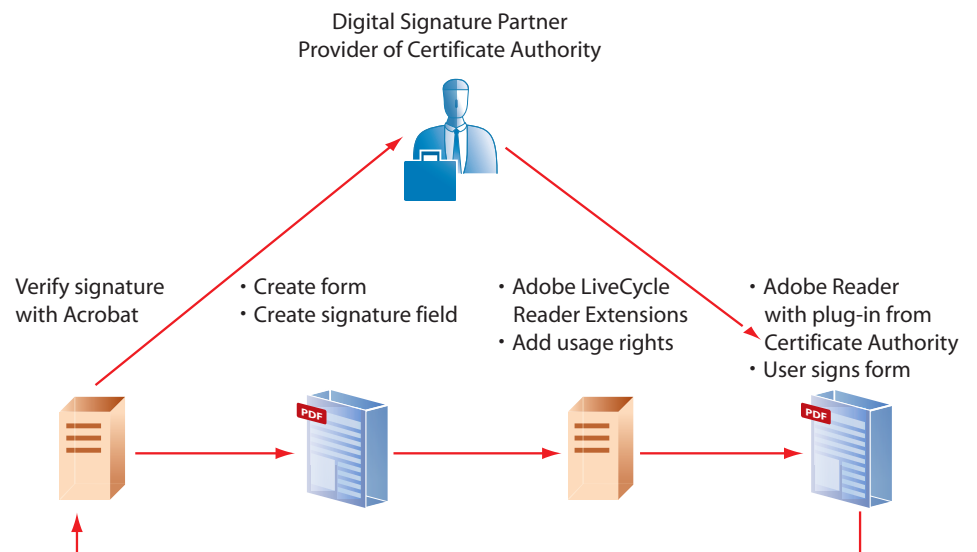 Digital Signature Partner
Provider of Certificate Authority
Verify signature
with Acrobat
• Create form
• Create signature field
• Adobe LiveCycle
Reader Extensions
• Add usage rights
• Adobe Reader
with plug-in from
Certificate Authority
• User signs form
PDF
PDF